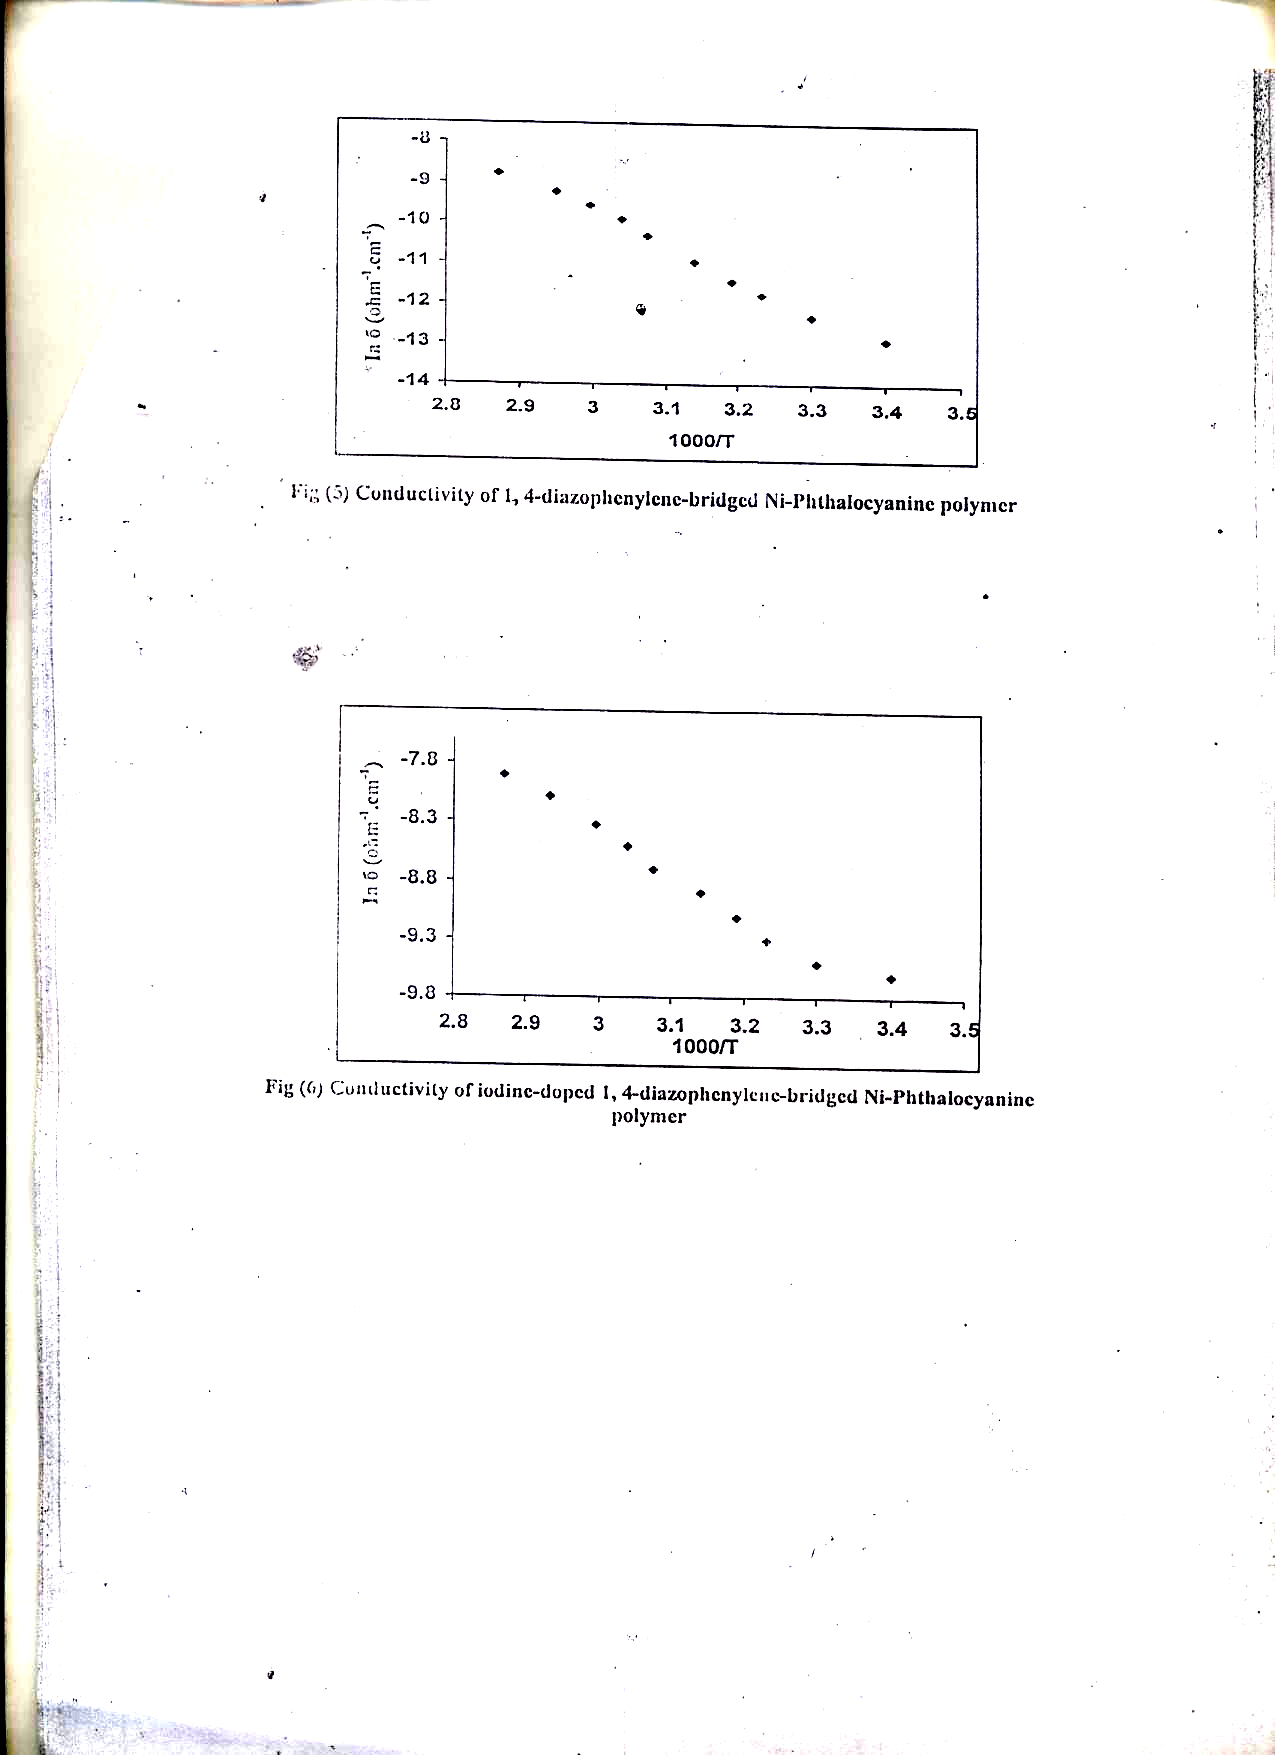 -8
-9
-10
-11
-12
-13
-14
ln б (ohm⁻¹.cm⁻¹)
2.8 2.9 3 3.1 3.2 3.3 3.4 3.5
1000/T
Fig (5) Conductivity of 1, 4-diazophenylene-bridged Ni-Phthalocyanine polymer
-7.8
-8.3
-8.8
-9.3
-9.8
ln б (ohm⁻¹.cm⁻¹)
2.8 2.9 3 3.1 3.2 3.3 3.4 3.5
1000/T
Fig (6) Conductivity of iodine-doped 1, 4-diazophenylene-bridged Ni-Phthalocyanine
polymer